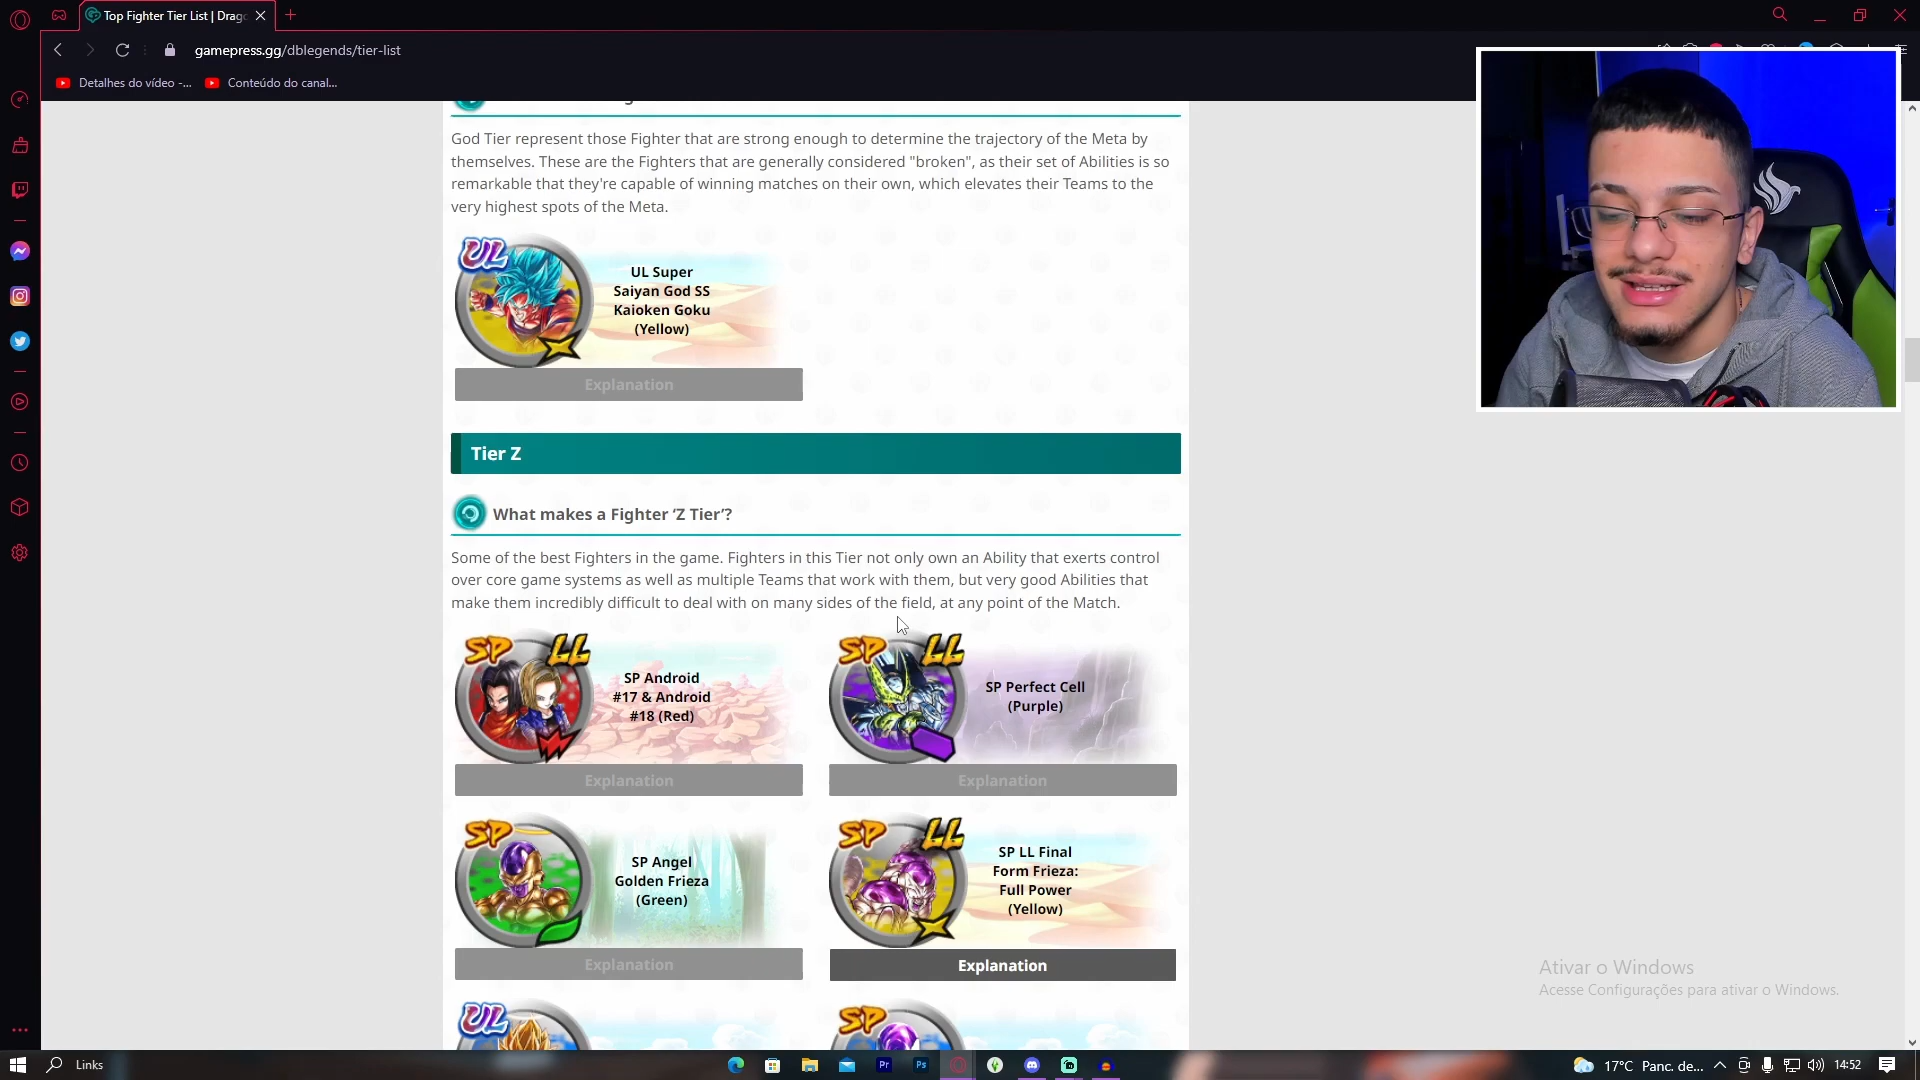 Top Fighter Tier List | Drag
gamepress.gg/dblegends/tier-list
Detalhes do vídeo -...
Conteúdo do canal...
God Tier represent those Fighter that are strong enough to determine the trajectory of the Meta by
themselves. These are the Fighters that are generally considered "broken", as their set of Abilities is so
remarkable that they're capable of winning matches on their own, which elevates their Teams to the
very highest spots of the Meta.
UL
UL Super
Saiyan God SS
Kaioken Goku
(Yellow)
Explanation
Tier Z
What makes a Fighter ‘Z Tier’?
Some of the best Fighters in the game. Fighters in this Tier not only own an Ability that exerts control
over core game systems as well as multiple Teams that work with them, but very good Abilities that
make them incredibly difficult to deal with on many sides of the field, at any point of the Match.
SP LL
SP Android
#17 & Android
#18 (Red)
Explanation
SP LL
SP Perfect Cell
(Purple)
Explanation
SP
SP Angel
Golden Frieza
(Green)
Explanation
SP LL
SP LL Final
Form Frieza:
Full Power
(Yellow)
Explanation
UL
SP
Ativar o Windows
Acesse Configurações para ativar o Windows.
Links
Pr
Ps
17°C Panc. de...
14:52